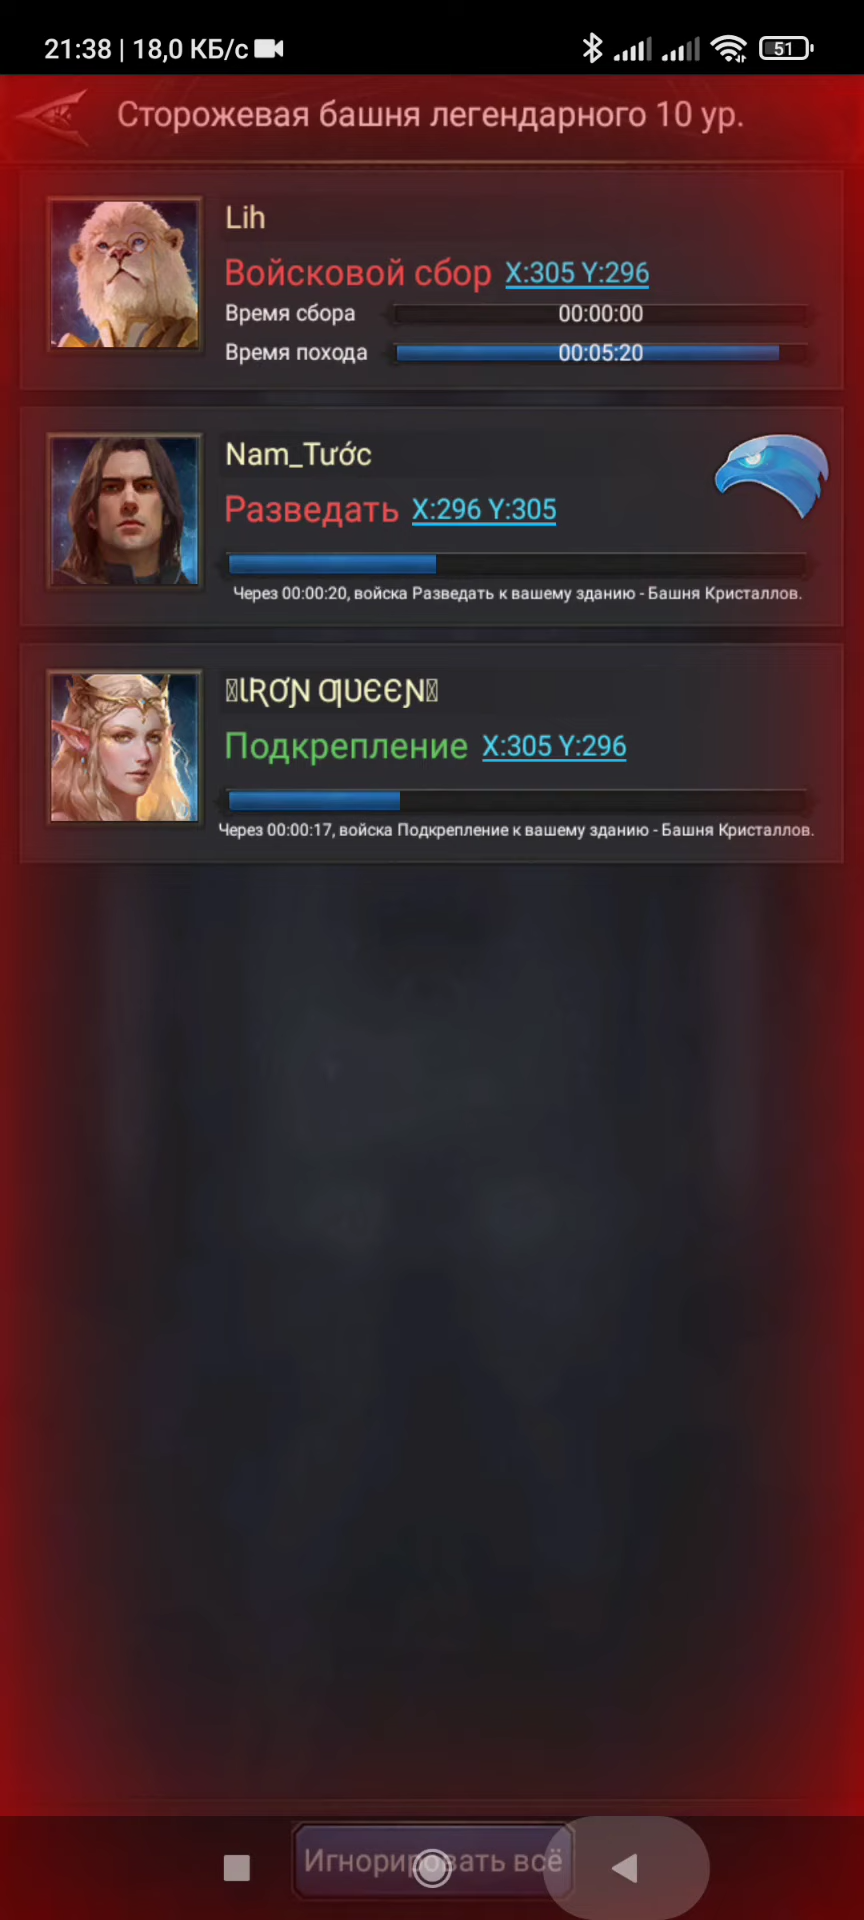 21:38 | 18,0 КБ/с
51
Сторожевая башня легендарного 10 ур.
Lih
Войсковой сбор X:305 Y:296
Время сбора 00:00:00
Время похода 00:05:20
Nam_Tước
Разведать X:296 Y:305
Через 00:00:20, войска Разведать к вашему зданию - Башня Кристаллов.
ƖƦƠƝ ƢƲЄЄƝ
Подкрепление X:305 Y:296
Через 00:00:17, войска Подкрепление к вашему зданию - Башня Кристаллов.
Игнорировать всё